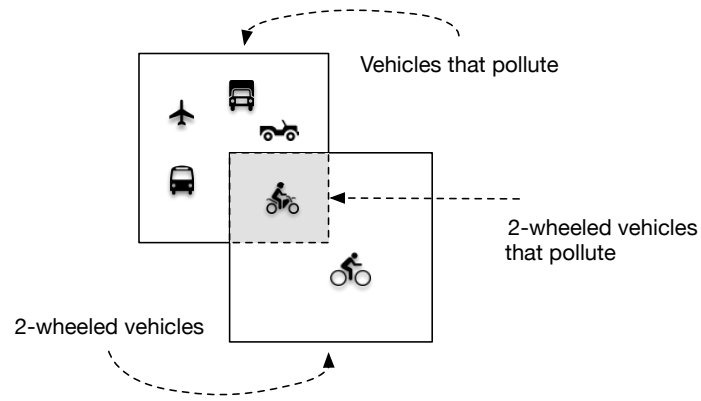 Vehicles that pollute
2-wheeled vehicles
that pollute
2-wheeled vehicles